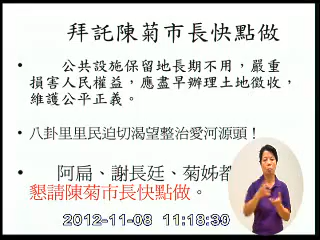 拜託陳菊市長快點做
• 公共設施保留地長期不用，嚴重
損害人民權益，應盡早辦理土地徵收，
維護公平正義。
• 八卦里里民迫切渴望整治愛河源頭！
• 阿扁、謝長廷、菊姊都
懇請陳菊市長快點做。
2012-11-08 11:18:30